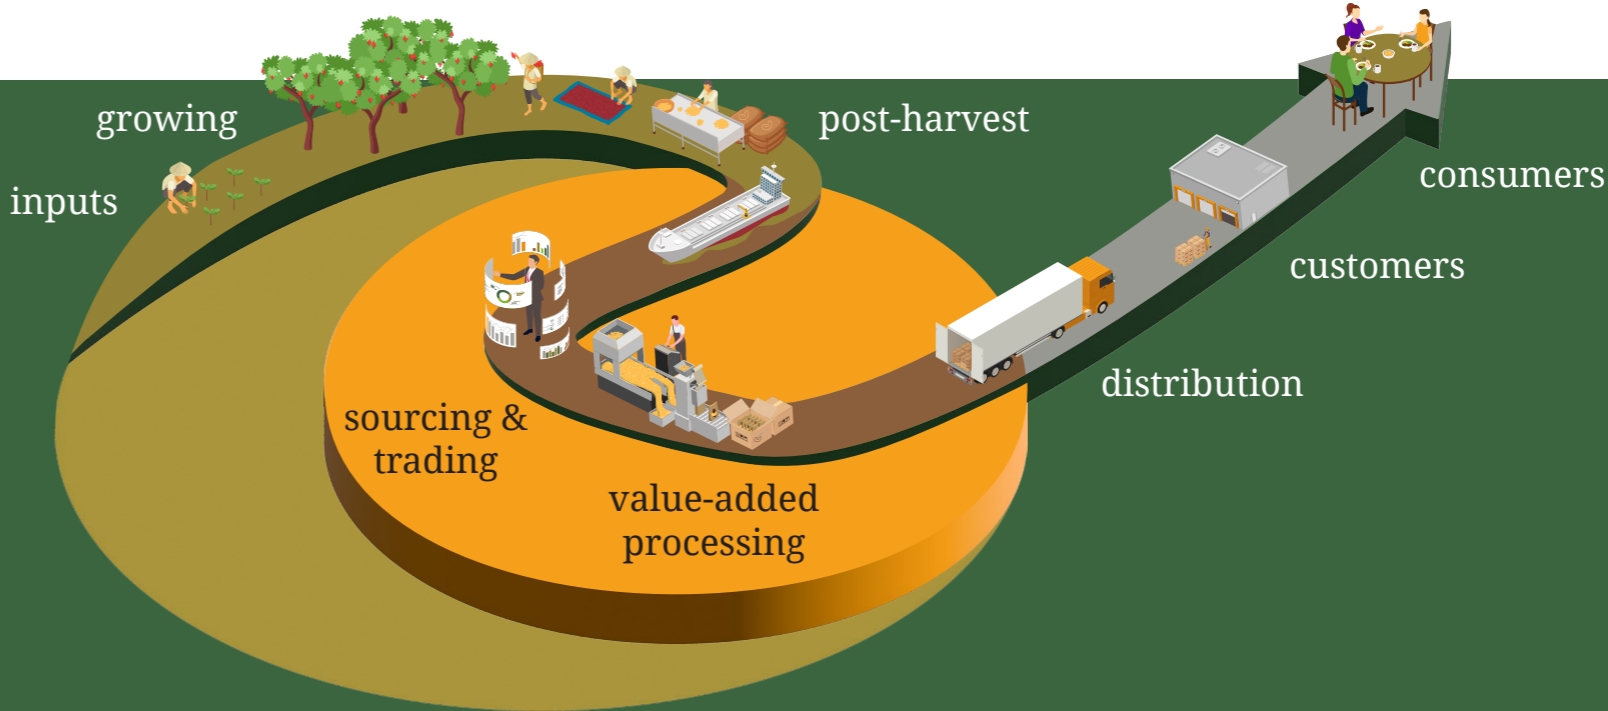 inputs
growing
post-harvest
sourcing &
trading
value-added
processing
distribution
customers
consumers